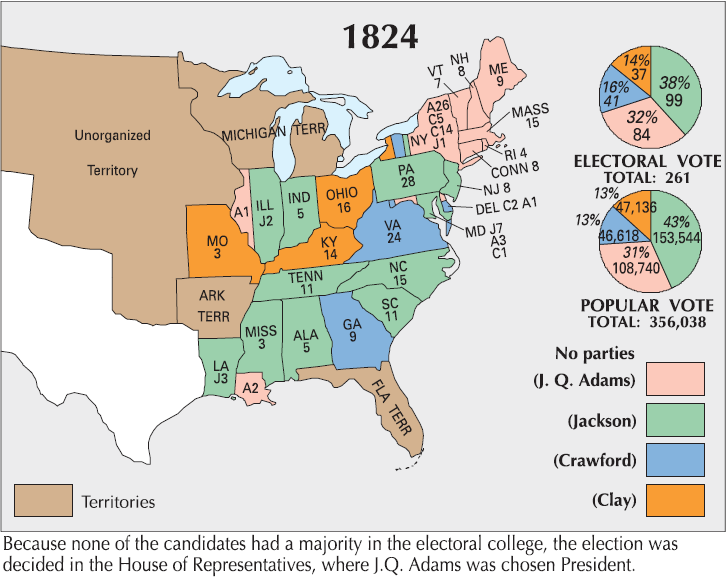 1824
Unorganized
Territory
MICHIGAN TERR
VT
7
NH
8
ME
9
MASS
15
RI 4
CONN 8
A26
C5
C14
NY J1
PA
28
NJ 8
DEL C2 A1
MD J7
A3
C1
OHIO
16
IND
5
ILL
J2
A1
MO
3
KY
14
VA
24
TENN
11
NC
15
SC
11
GA
9
ALA
5
MISS
3
ARK
TERR
LA
J3
A2
FLA TERR
Territories
14%
37
16%
41
38%
99
32%
84
ELECTORAL VOTE
TOTAL: 261
13%
47,136
13%
46,618
43%
153,544
31%
108,740
POPULAR VOTE
TOTAL: 356,038
No parties
(J. Q. Adams)
(Jackson)
(Crawford)
(Clay)
Because none of the candidates had a majority in the electoral college, the election was
decided in the House of Representatives, where J.Q. Adams was chosen President.